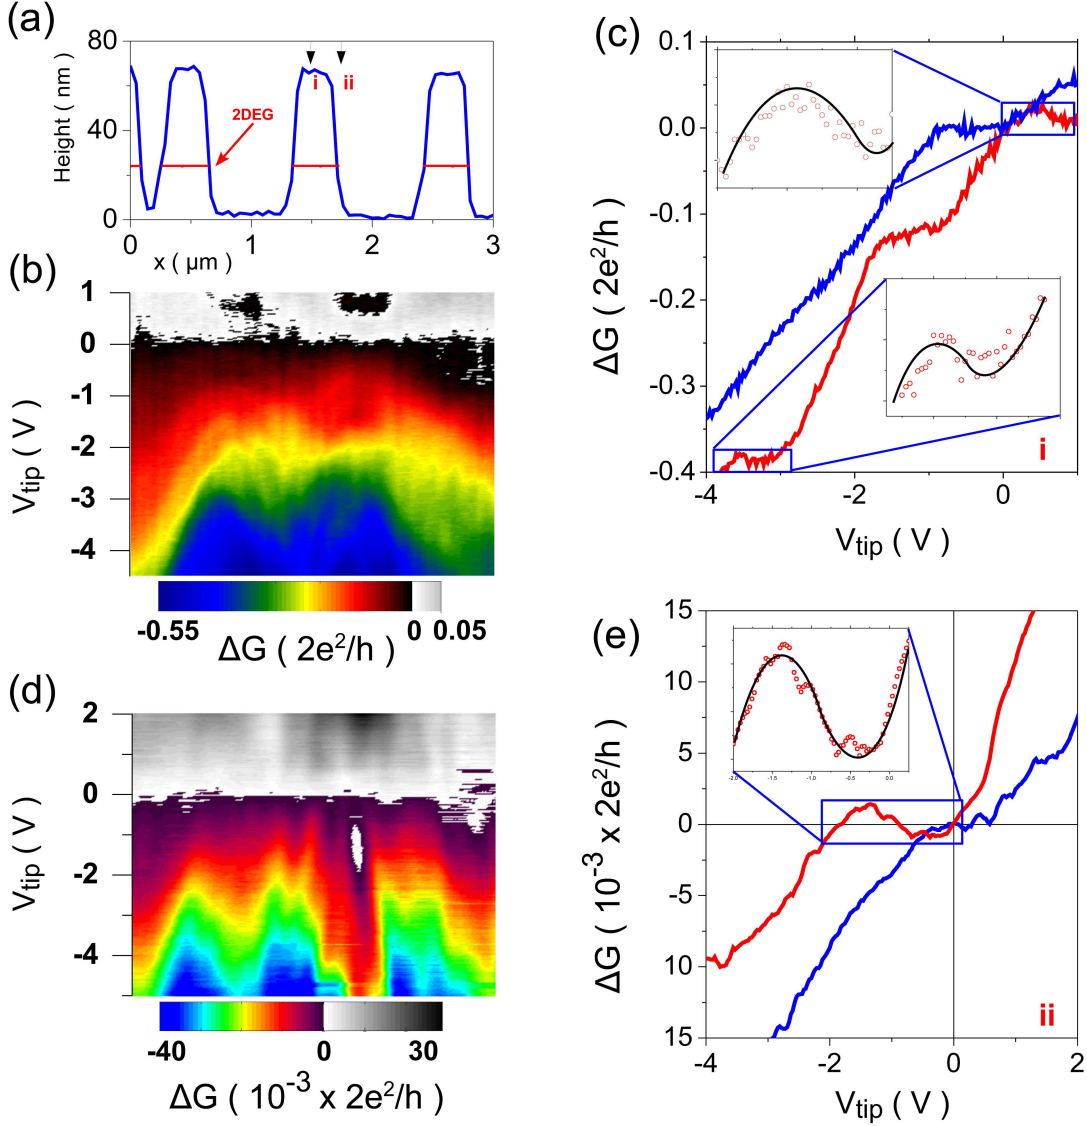 (a)
80
40
0
Height ( nm )
i
ii
2DEG
0
1
2
3
x ( µm )
(b)
1
0
-1
-2
-3
-4
V_tip ( V )
-0.55
0
0.05
ΔG ( 2e²/h )
(d)
2
0
-2
-4
V_tip ( V )
-40
0
30
ΔG ( 10⁻³ x 2e²/h )
(c)
0.1
0.0
-0.1
-0.2
-0.3
-0.4
ΔG ( 2e²/h )
i
-4
-2
0
V_tip ( V )
(e)
15
10
5
0
-5
10
15
ΔG ( 10⁻³ x 2e²/h )
-2.0
-1.5
-1.0
-0.5
0.0
ii
-4
-2
0
2
V_tip ( V )